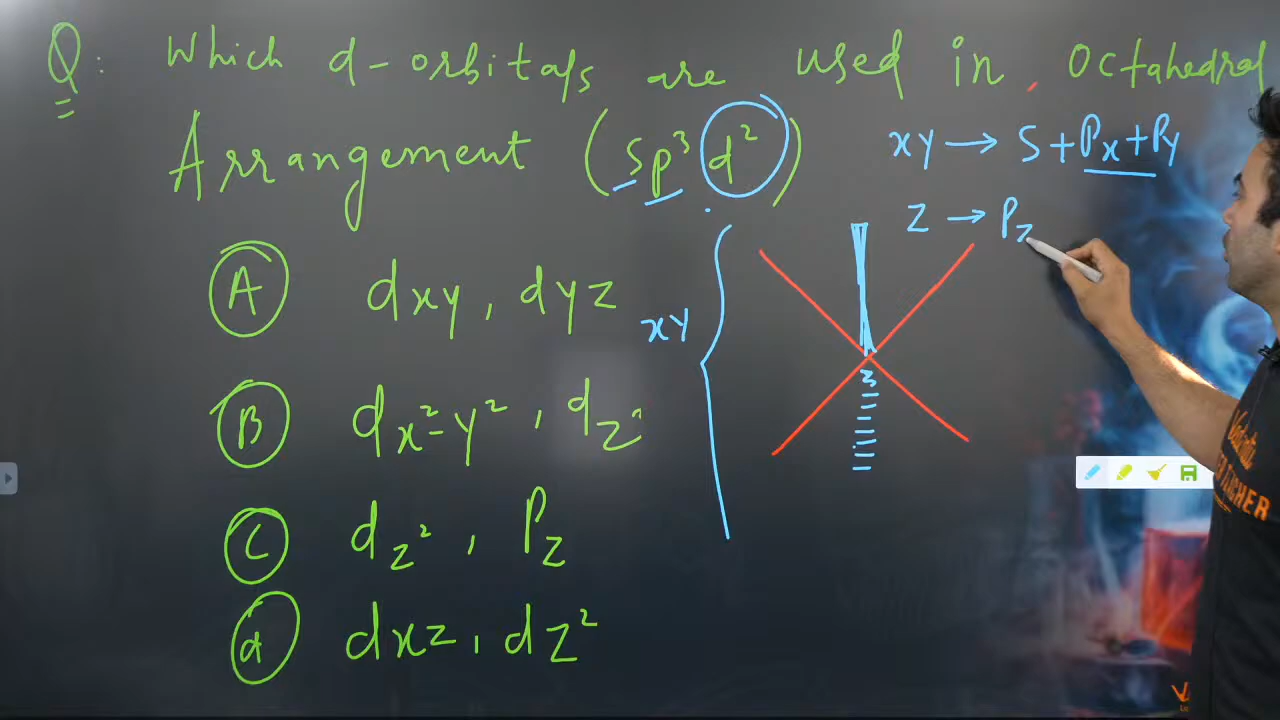 Q: Which d-orbitals are used in Octahedral
Arrangement (sp³d²)
xy → S + Px + Py
z → Pz
A dxy, dyz
xy
B dx²-y², dz²
C dz², Pz
d dxz, dz²
TEACHER